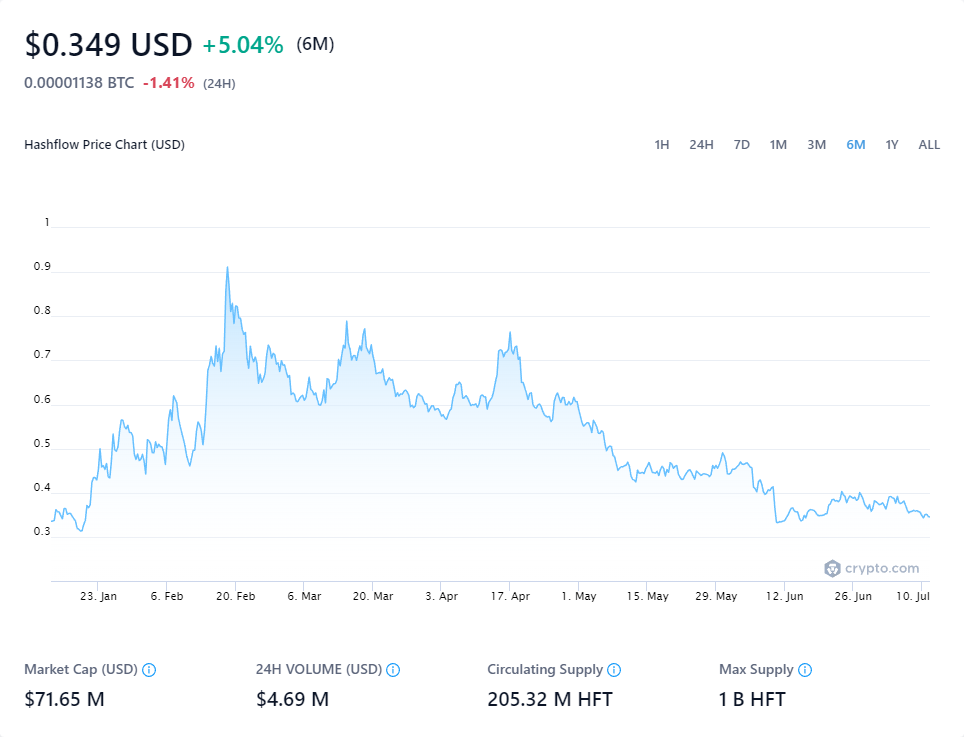 $0.349 USD +5.04% (6M)
0.00001138 BTC -1.41% (24H)
Hashflow Price Chart (USD) 1H 24H 7D 1M 3M 6M 1Y ALL
1
0.9
0.8
0.7
0.6
0.5
0.4
0.3
crypto.com
23. Jan 6. Feb 20. Feb 6. Mar 20. Mar 3. Apr 17. Apr 1. May 15. May 29. May 12. Jun 26. Jun 10. Jul
Market Cap (USD) 24H VOLUME (USD) Circulating Supply Max Supply
$71.65 M $4.69 M 205.32 M HFT 1 B HFT